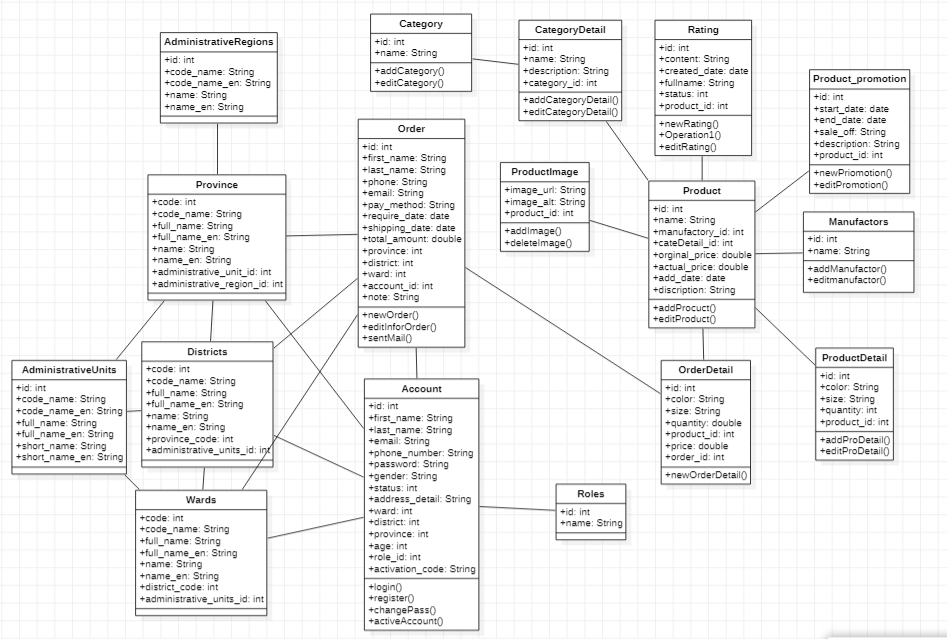 AdministrativeRegions
+id: int
+code_name: String
+code_name_en: String
+name: String
+name_en: String
Category
+id: int
+name: String
+addCategory()
+editCategory()
CategoryDetail
+id: int
+name: String
+description: String
+category_id: int
+addCategoryDetail()
+editCategoryDetail()
Rating
+id: int
+content: String
+created_date: date
+fullname: String
+status: int
+product_id: int
+newRating()
+Operation1()
+editRating()
Product_promotion
+id: int
+start_date: date
+end_date: date
+sale_off: String
+description: String
+product_id: int
+newPromotion()
+editPromotion()
Order
+id: int
+first_name: String
+last_name: String
+phone: String
+email: String
+pay_method: String
+require_date: date
+shipping_date: date
+total_amount: double
+province: int
+district: int
+ward: int
+account_id: int
+note: String
+newOrder()
+editInforOrder()
+sentMail()
ProductImage
+image_url: String
+image_alt: String
+product_id: int
+addImage()
+deleteImage()
Province
+code: int
+code_name: String
+full_name: String
+full_name_en: String
+name: String
+name_en: String
+administrative_unit_id: int
+administrative_region_id: int
Product
+id: int
+name: String
+manufactory_id: int
+cateDetail_id: int
+orginal_price: double
+actual_price: double
+add_date: date
+discription: String
+addProcuct()
+editProduct()
Manufactors
+id: int
+name: String
+addManufactor()
+editmanufactor()
AdministrativeUnits
+id: int
+code_name: String
+code_name_en: String
+full_name: String
+full_name_en: String
+short_name: String
+short_name_en: String
Districts
+code: int
+code_name: String
+full_name: String
+full_name_en: String
+name: String
+name_en: String
+province_code: int
+administrative_units_id: int
Account
+id: int
+first_name: String
+last_name: String
+email: String
+phone_number: String
+password: String
+gender: String
+status: int
+address_detail: String
+ward: int
+district: int
+province: int
+age: int
+role_id: int
+activation_code: String
+login()
+register()
+changePass()
+activeAccount()
OrderDetail
+id: int
+color: String
+size: String
+quantity: double
+product_id: int
+price: double
+order_id: int
+newOrderDetail()
ProductDetail
+id: int
+color: String
+size: String
+quantity: int
+product_id: int
+addProDetail()
+editProDetail()
Wards
+code: int
+code_name: String
+full_name: String
+full_name_en: String
+name: String
+name_en: String
+district_code: int
+administrative_units_id: int
Roles
+id: int
+name: String